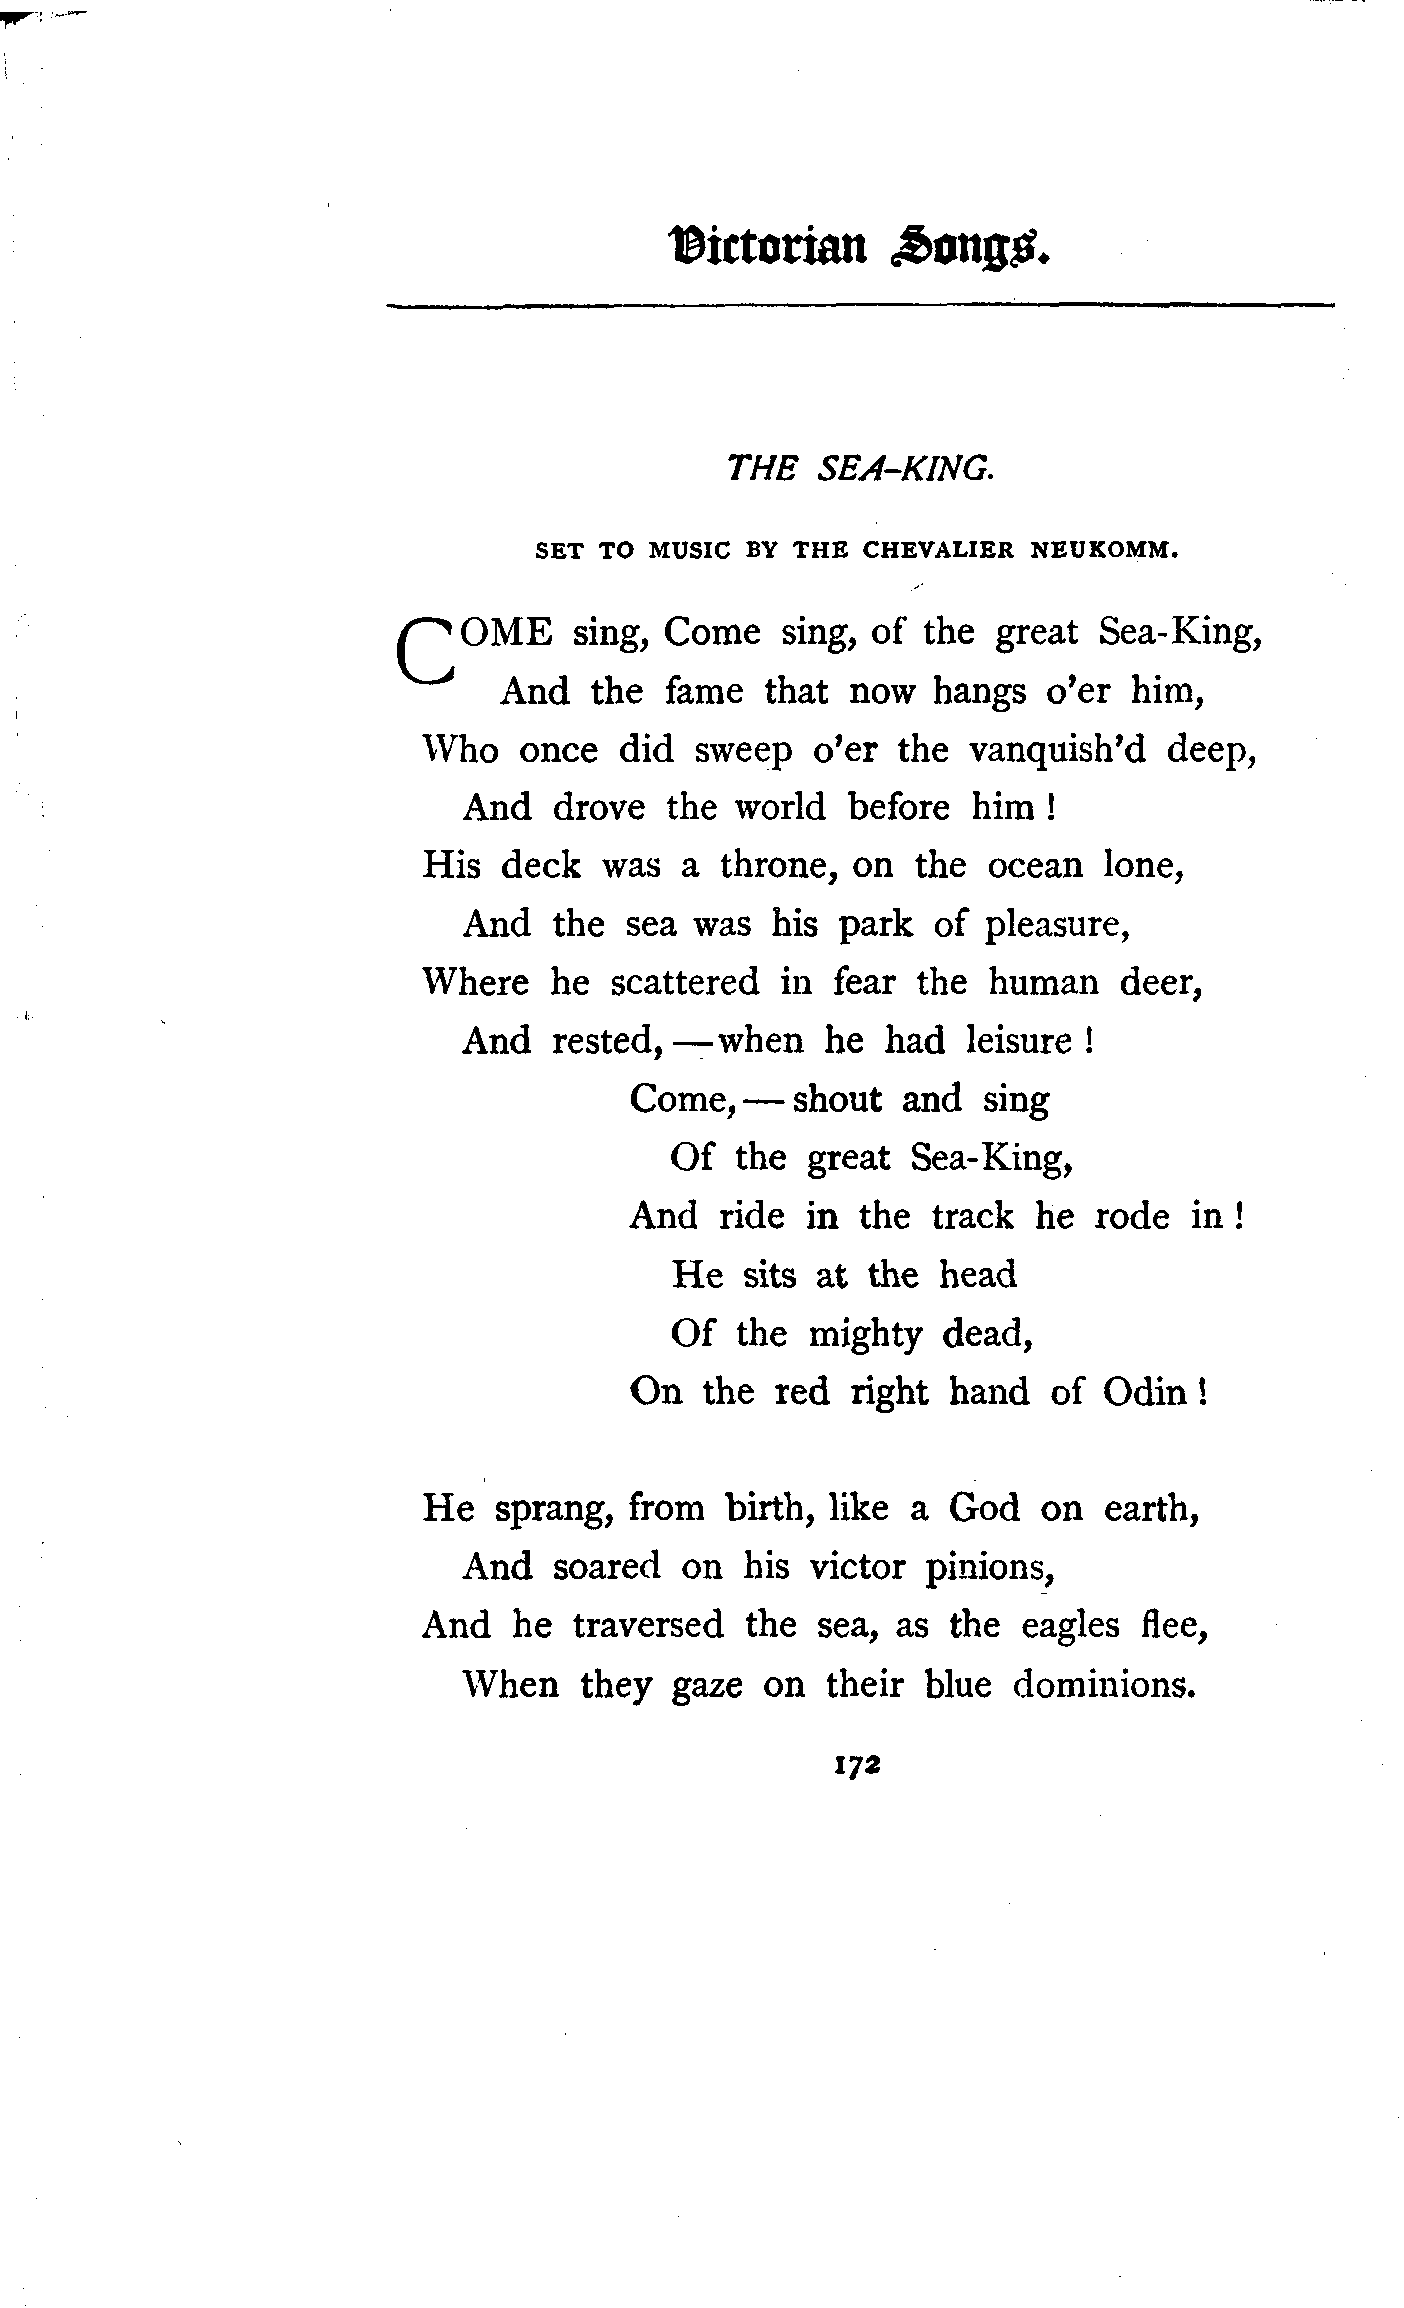 Victorian Songs.
THE SEA-KING.
SET TO MUSIC BY THE CHEVALIER NEUKOMM.
COME sing, Come sing, of the great Sea-King,
And the fame that now hangs o'er him,
Who once did sweep o'er the vanquish'd deep,
And drove the world before him !
His deck was a throne, on the ocean lone,
And the sea was his park of pleasure,
Where he scattered in fear the human deer,
And rested, — when he had leisure !
Come, — shout and sing
Of the great Sea-King,
And ride in the track he rode in !
He sits at the head
Of the mighty dead,
On the red right hand of Odin !
He sprang, from birth, like a God on earth,
And soared on his victor pinions,
And he traversed the sea, as the eagles flee,
When they gaze on their blue dominions.
172